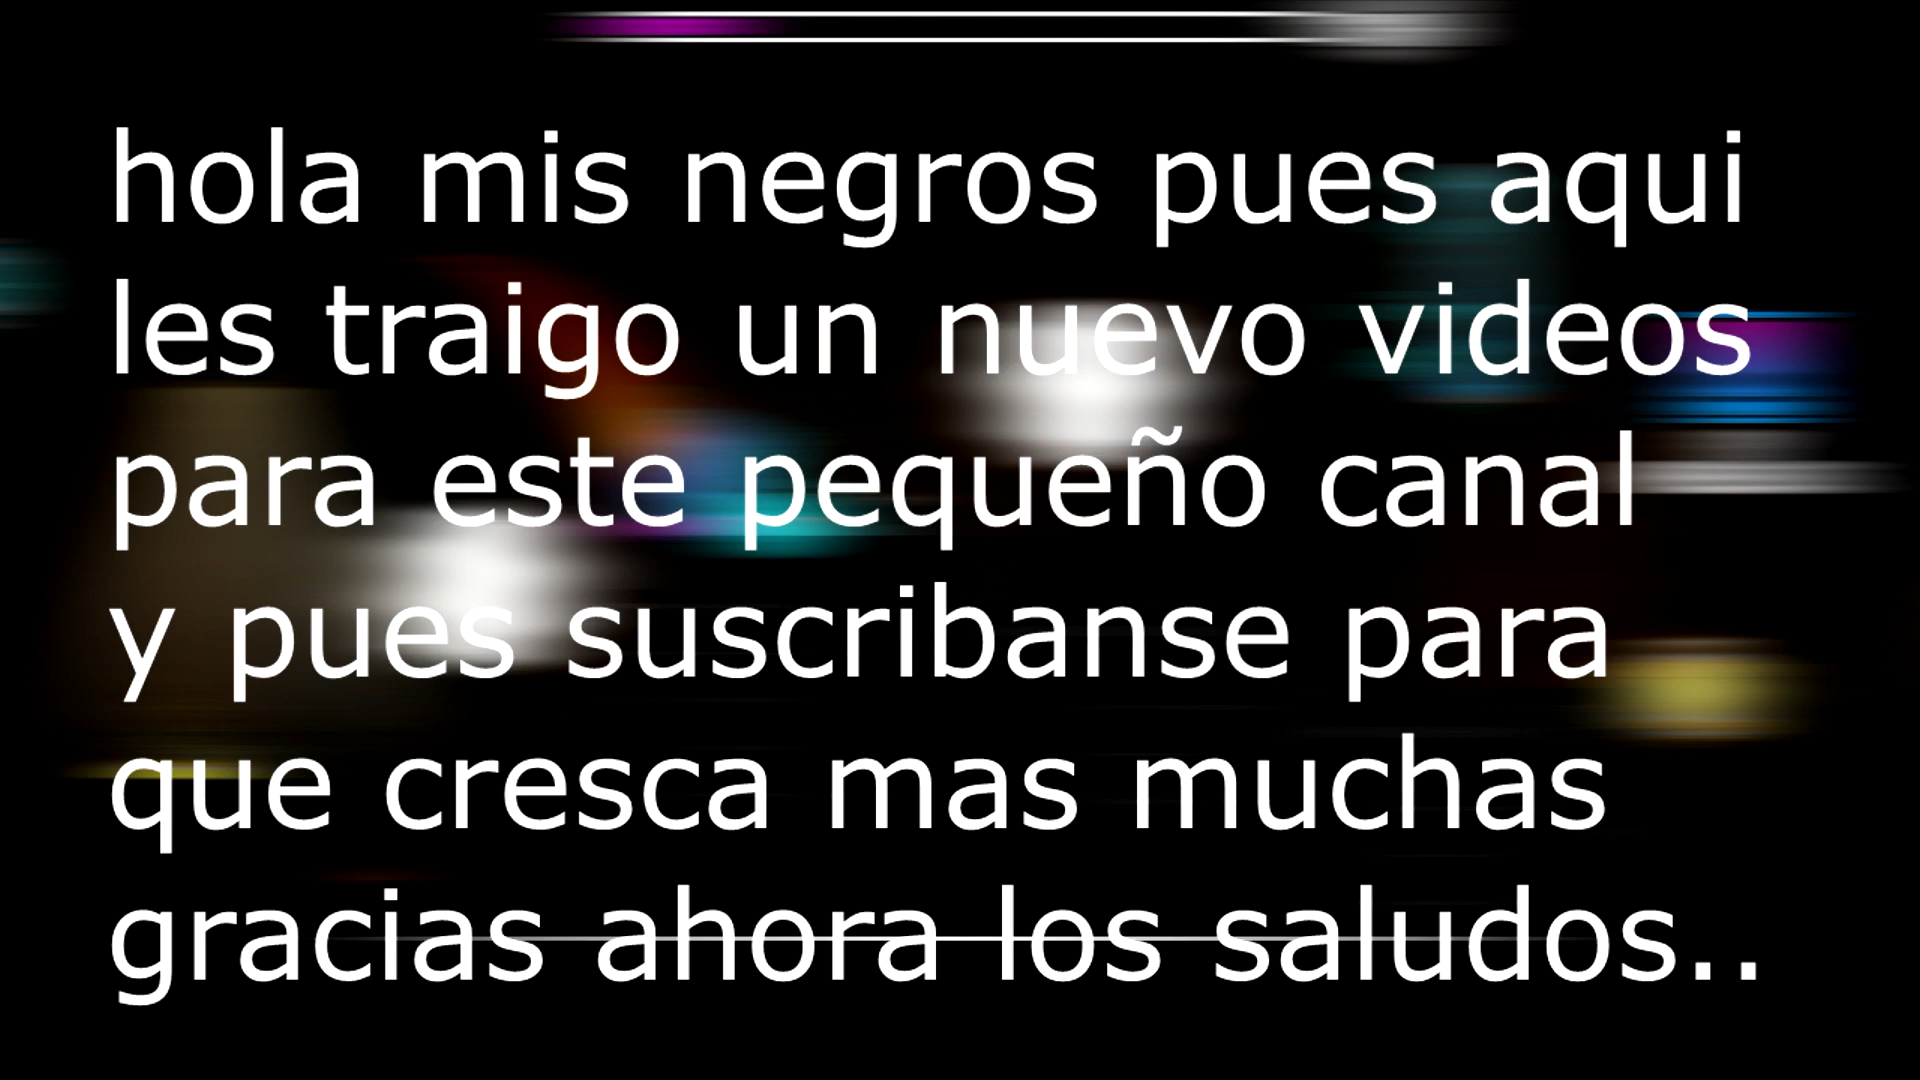 hola mis negros pues aqui
les traigo un nuevo videos
para este pequeño canal
y pues suscribanse para
que cresca mas muchas
gracias ahora los saludos..